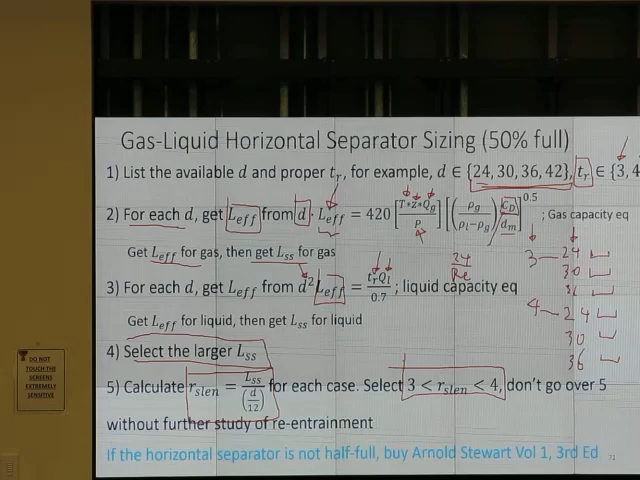 Gas-Liquid Horizontal Separator Sizing (50% full)
1) List the available d and proper t_r, for example, d ∈ {24, 30, 36, 42}, t_r ∈ {3, 4
2) For each d, get L_eff from d · L_eff = 420 [T*Z*Q_g / P] [(ρ_g / (ρ_l−ρ_g)) C_D / d_m]^0.5 ; Gas capacity eq
Get L_eff for gas, then get L_ss for gas
3) For each d, get L_eff from d² L_eff = t_r Q_l / 0.7 ; liquid capacity eq
Get L_eff for liquid, then get L_ss for liquid
4) Select the larger L_ss
5) Calculate r_slen = L_ss / (d/12) for each case. Select 3 < r_slen < 4, don't go over 5
without further study of re-entrainment
If the horizontal separator is not half-full, buy Arnold Stewart Vol 1, 3rd Ed
71
24
Re
3 — 24
30
36
4 — 24
30
36
DO NOT
TOUCH THE
SCREENS
EXTREMELY
SENSITIVE